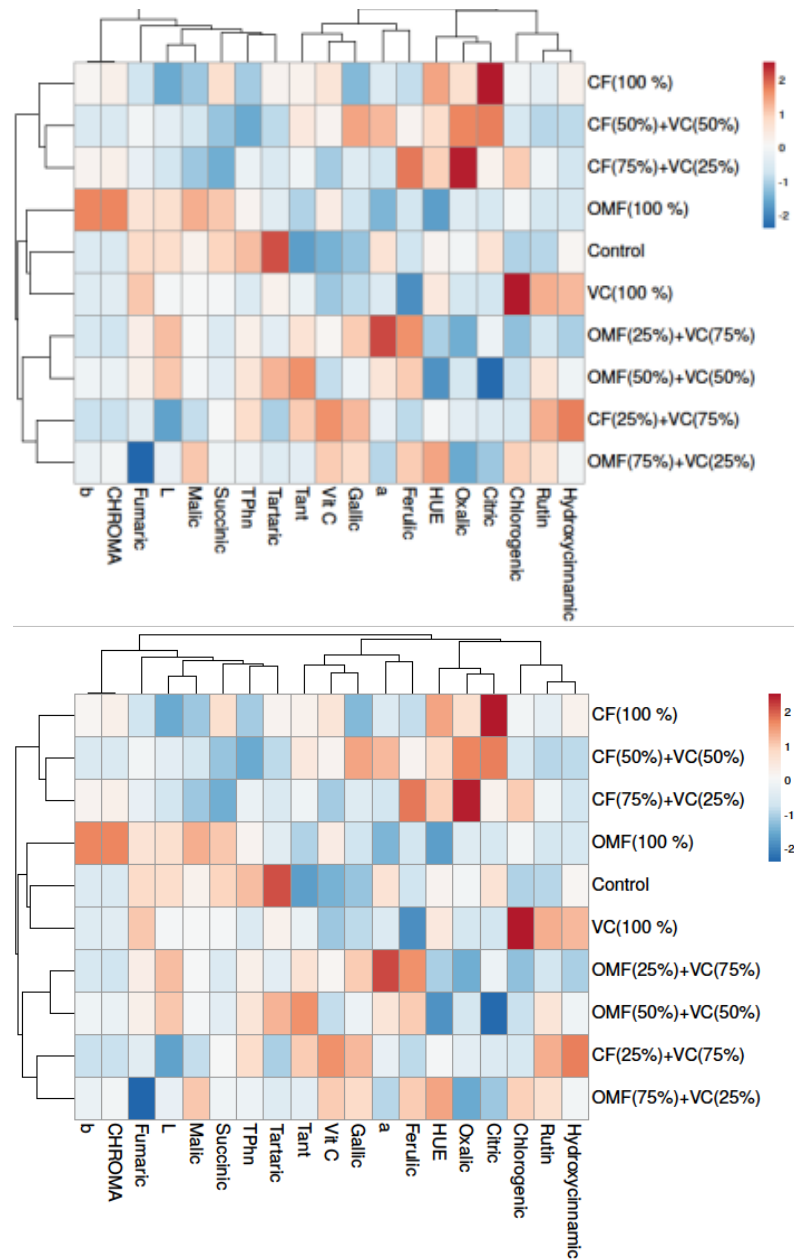 2
1
0
-1
-2
CF(100 %)
CF(50%)+VC(50%)
CF(75%)+VC(25%)
OMF(100 %)
Control
VC(100 %)
OMF(25%)+VC(75%)
OMF(50%)+VC(50%)
CF(25%)+VC(75%)
OMF(75%)+VC(25%)
b
CHROMA
Fumaric
L
Malic
Succinic
TPhn
Tartaric
Tant
Vit C
Gallic
a
Ferulic
HUE
Oxalic
Citric
Chlorogenic
Rutin
Hydroxycinnamic
2
1
0
-1
-2
CF(100 %)
CF(50%)+VC(50%)
CF(75%)+VC(25%)
OMF(100 %)
Control
VC(100 %)
OMF(25%)+VC(75%)
OMF(50%)+VC(50%)
CF(25%)+VC(75%)
OMF(75%)+VC(25%)
b
CHROMA
Fumaric
L
Malic
Succinic
TPhn
Tartaric
Tant
Vit C
Gallic
a
Ferulic
HUE
Oxalic
Citric
Chlorogenic
Rutin
Hydroxycinnamic